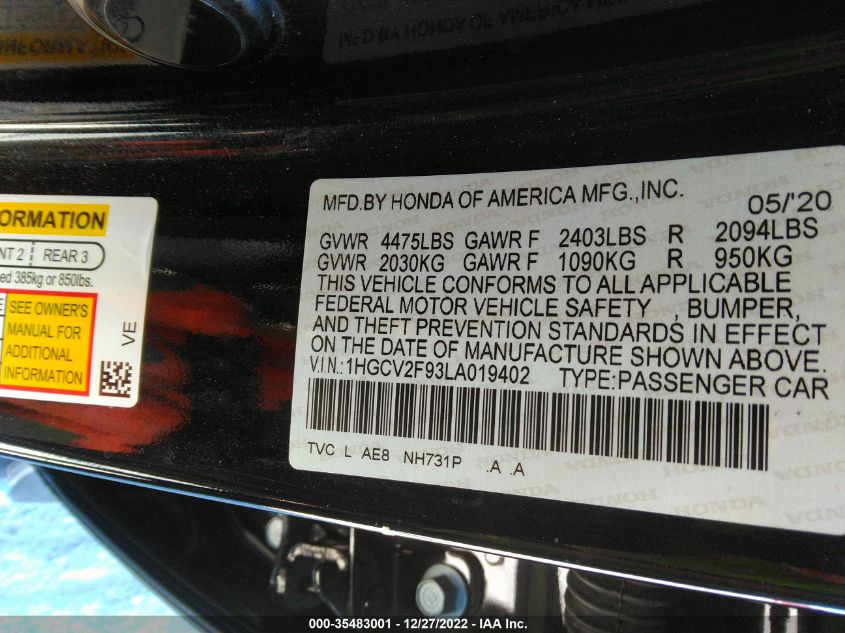 ORMATION
NT 2 REAR 3
ed 385kg or 850lbs.
SEE OWNER'S
MANUAL FOR
ADDITIONAL
INFORMATION
VE
MFD.BY HONDA OF AMERICA MFG.,INC. 05/'20
GVWR 4475LBS GAWR F 2403LBS R 2094LBS
GVWR 2030KG GAWR F 1090KG R 950KG
THIS VEHICLE CONFORMS TO ALL APPLICABLE
FEDERAL MOTOR VEHICLE SAFETY , BUMPER,
AND THEFT PREVENTION STANDARDS IN EFFECT
ON THE DATE OF MANUFACTURE SHOWN ABOVE.
V.I.N.:1HGCV2F93LA019402 TYPE:PASSENGER CAR
TVC L AE8 NH731P .A .A
000-35483001 - 12/27/2022 - IAA Inc.